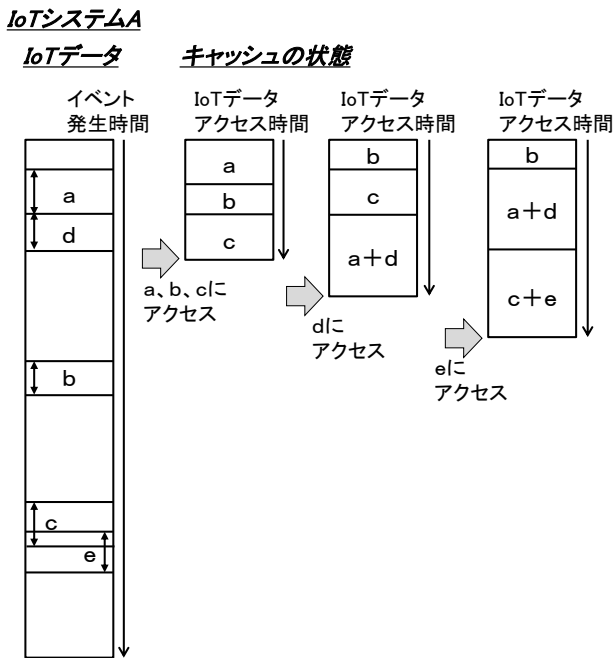 IoTシステムA
IoTデータ
キャッシュの状態
イベント
発生時間
IoTデータ
アクセス時間
IoTデータ
アクセス時間
IoTデータ
アクセス時間
a
d
b
c
e
a
b
c
a、b、cに
アクセス
b
c
a+d
dに
アクセス
b
a+d
c+e
eに
アクセス